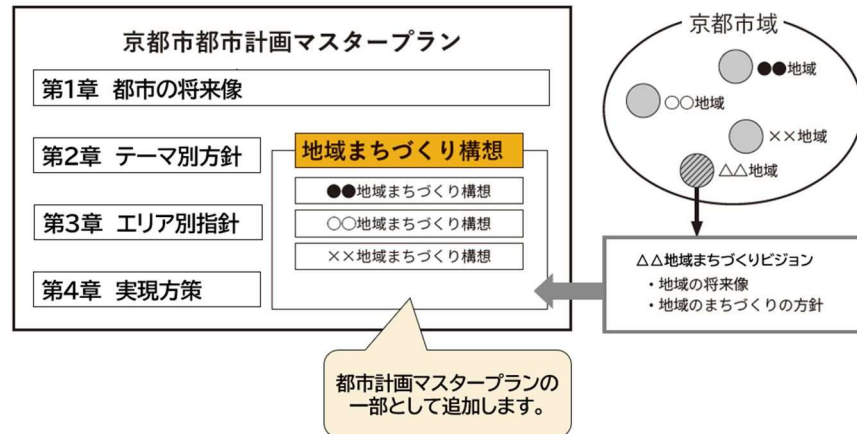 京都市都市計画マスタープラン
第1章 都市の将来像
第2章 テーマ別方針
第3章 エリア別指針
第4章 実現方策
地域まちづくり構想
●●地域まちづくり構想
○○地域まちづくり構想
××地域まちづくり構想
都市計画マスタープランの
一部として追加します。
京都市域
●●地域
○○地域
××地域
△△地域
△△地域まちづくりビジョン
・地域の将来像
・地域のまちづくりの方針